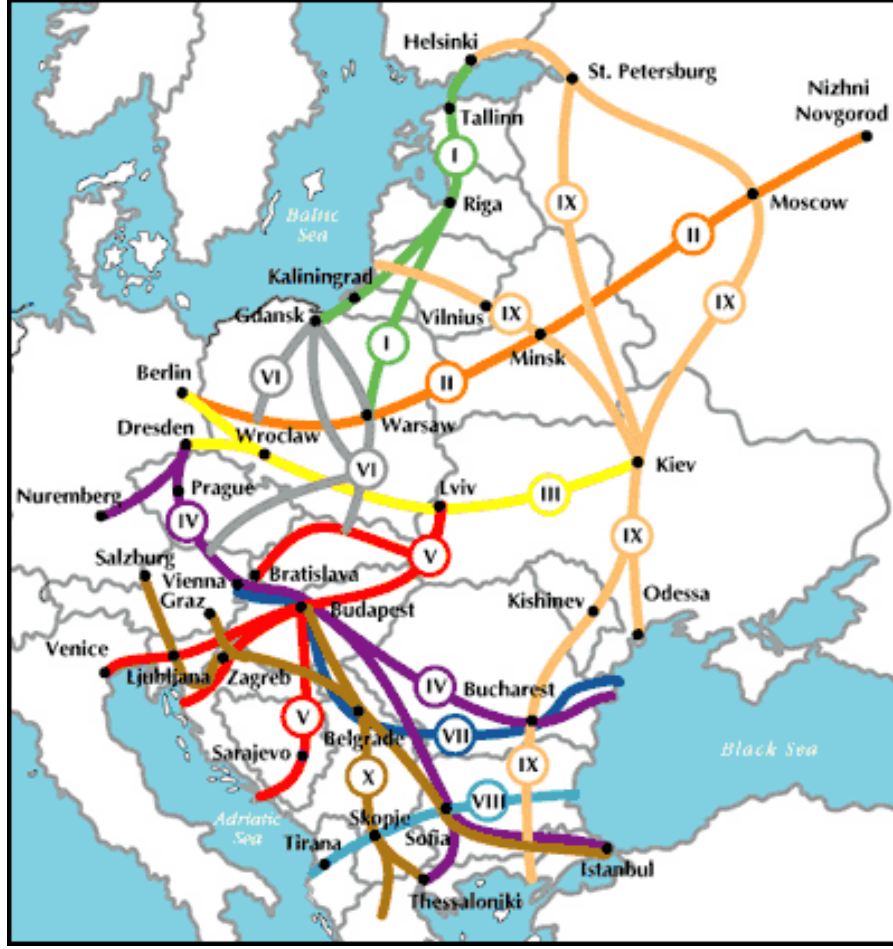 Helsinki
St. Petersburg
Nizhni
Novgorod
Tallinn
I
Riga
IX
Moscow
Baltic
Sea
II
Kaliningrad
Gdansk
Vilnius
IX
IX
Minsk
I
VI
II
Berlin
Warsaw
Dresden
Wroclaw
VI
Kiev
Nuremberg
Prague
Lviv
III
IV
IX
Salzburg
V
Vienna
Bratislava
Graz
Budapest
Kishinev
Odessa
Venice
Ljubljana
Zagreb
IV
Bucharest
V
Belgrade
VII
Sarajevo
Black Sea
IX
X
VIII
Adriatic
Sea
Skopje
Tirana
Sofia
Istanbul
Thessaloniki